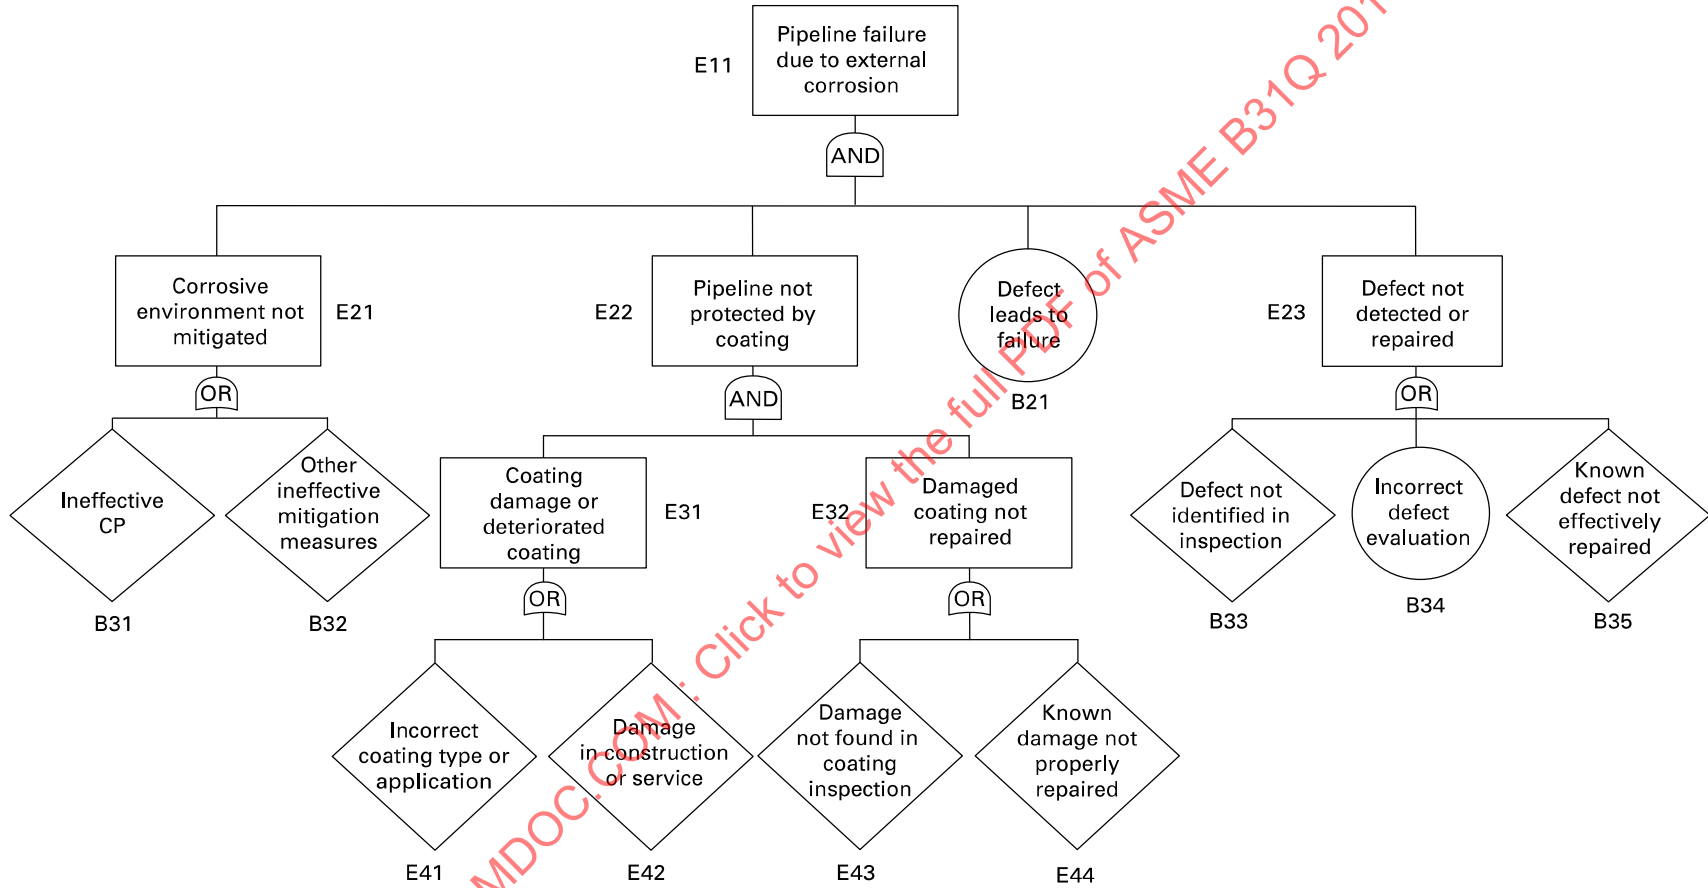 Pipeline failure
due to external
corrosion
E11
AND
Corrosive
environment not
mitigated
E21
E22
Pipeline not
protected by
coating
Defect
leads to
failure
B21
E23
Defect not
detected or
repaired
OR
AND
OR
Ineffective
CP
B31
Other
ineffective
mitigation
measures
B32
Coating
damage or
deteriorated
coating
E31
E32
Damaged
coating not
repaired
Defect not
identified in
inspection
B33
Incorrect
defect
evaluation
B34
Known
defect not
effectively
repaired
B35
OR
OR
Incorrect
coating type or
application
E41
Damage
in construction
or service
E42
Damage
not found in
coating
inspection
E43
Known
damage not
properly
repaired
E44
MDOC.COM : Click to view the full PDF of ASME B31Q 201